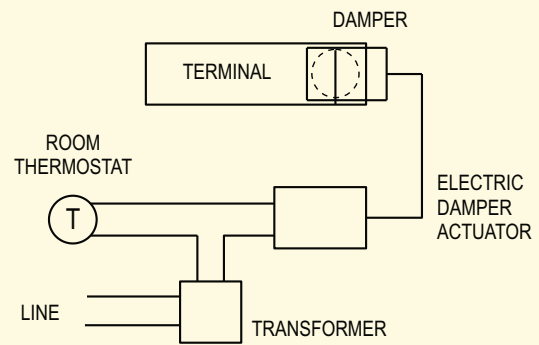 DAMPER
TERMINAL
ROOM
THERMOSTAT
T
ELECTRIC
DAMPER
ACTUATOR
LINE
TRANSFORMER